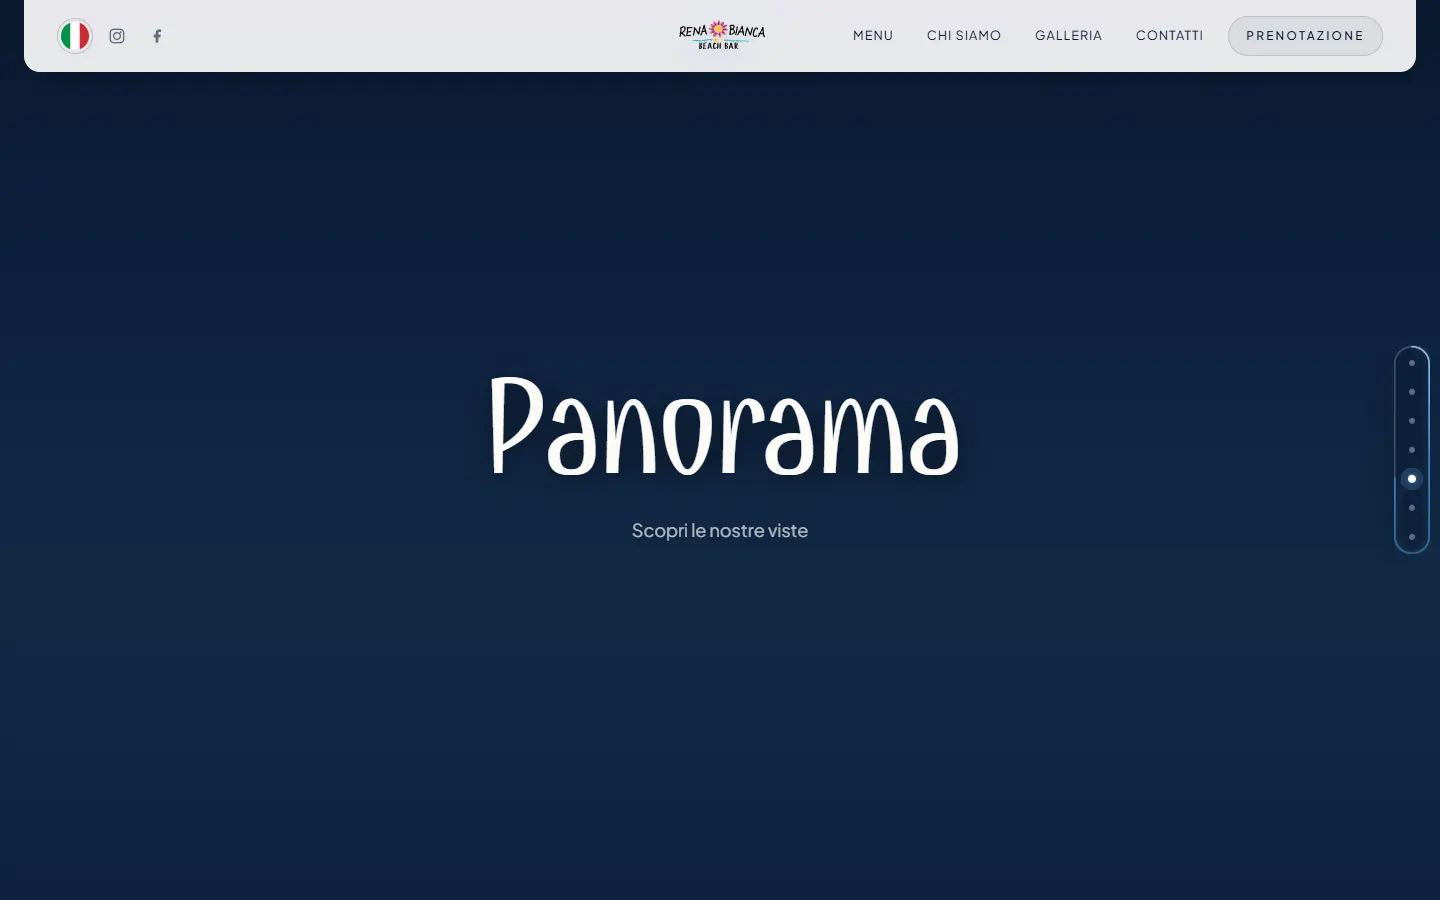 RENA BIANCA
BEACH BAR
MENU
CHI SIAMO
GALLERIA
CONTATTI
PRENOTAZIONE
Panorama
Scopri le nostre viste